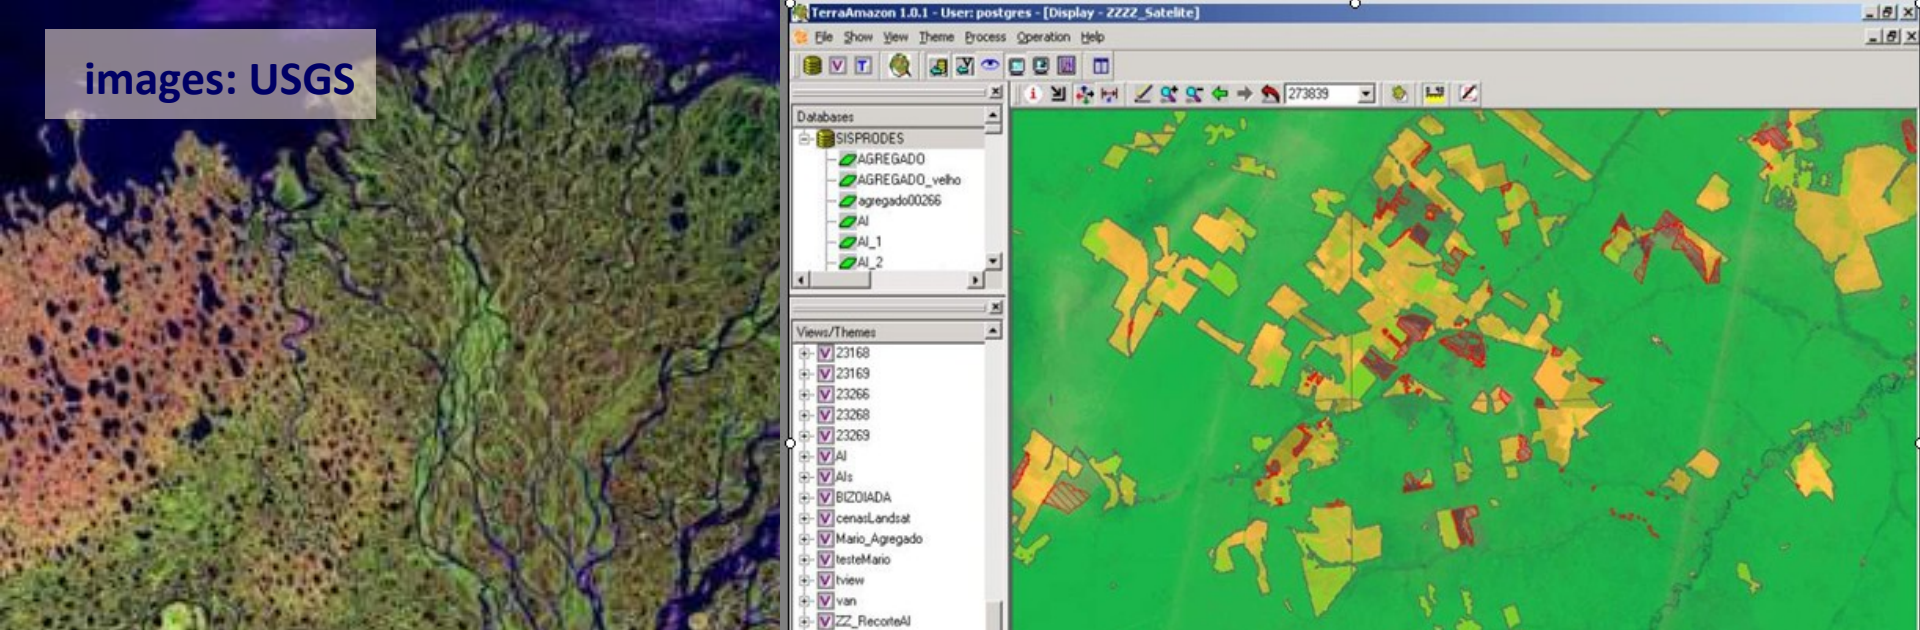 images: USGS
TerraAmazon 1.0.1 - User: postgres - [Display - ZZZZ_Satelite]
File Show View Theme Process Operation Help
V T
273839
Databases
SISPRODES
AGREGADO
AGREGADO_velho
agregado00266
AI
AI_1
AI_2
Views/Themes
V 23168
V 23169
V 23266
V 23268
V 23269
V AI
V AIs
V BIZOIADA
V cenasLandsat
V Mario_Agregado
V testeMario
V tview
V van
V ZZ_RecorteAI